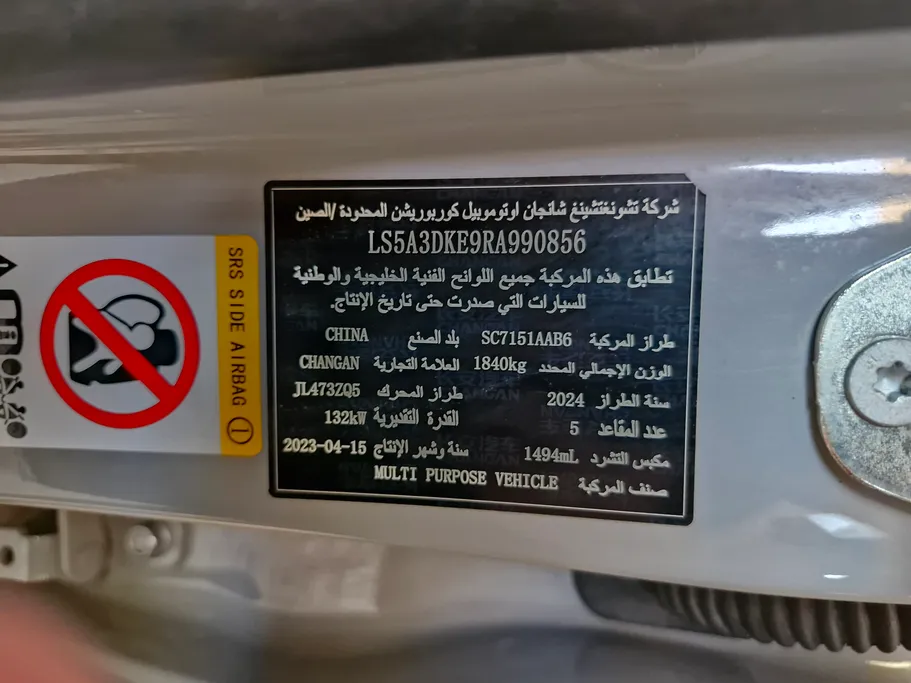 شركة تشونغتشينغ شانجان اوتوموبيل كوربوريشن المحدودة /الصين
LS5A3DKE9RA990856
تطابق هذه المركبة جميع اللوائح الفنية الخليجية والوطنية
للسيارات التي صدرت حتى تاريخ الإنتاج.
طراز المركبة SC7151AAB6 بلد الصنع CHINA
الوزن الإجمالي المحدد 1840kg العلامة التجارية CHANGAN
سنة الطراز 2024 طراز المحرك JL473ZQ5
عدد المقاعد 5 القدرة التقديرية 132kW
مكبس التشرد 1494mL سنة وشهر الإنتاج 2023-04-15
صنف المركبة MULTI PURPOSE VEHICLE
SRS SIDE AIRBAG